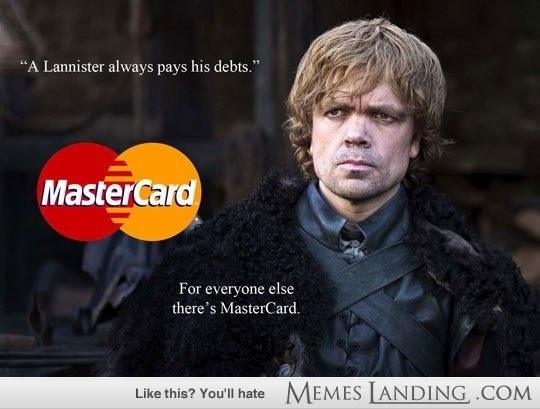 “A Lannister always pays his debts.”
MasterCard
For everyone else
there’s MasterCard.
Like this? You'll hate MEMES LANDING .COM